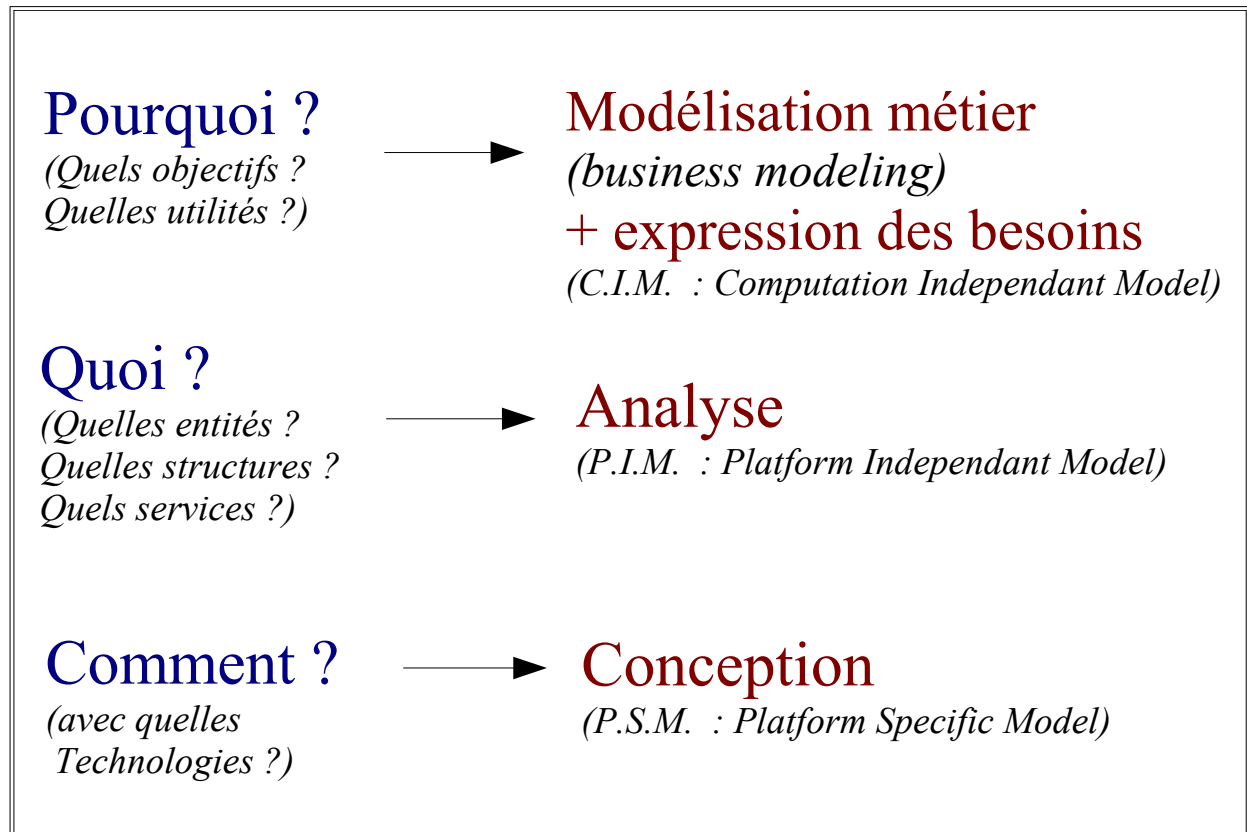 Pourquoi ?
(Quels objectifs ?
Quelles utilités ?)
Modélisation métier
(business modeling)
+ expression des besoins
(C.I.M. : Computation Independant Model)
Quoi ?
(Quelles entités ?
Quelles structures ?
Quels services ?)
Analyse
(P.I.M. : Platform Independant Model)
Comment ?
(avec quelles
Technologies ?)
Conception
(P.S.M. : Platform Specific Model)